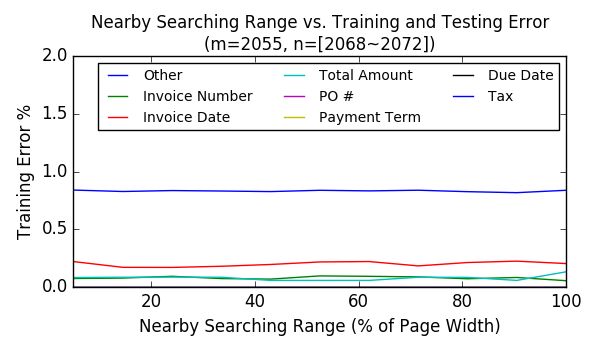 Nearby Searching Range vs. Training and Testing Error
(m=2055, n=[2068~2072])
Training Error %
2.0
1.5
1.0
0.5
0.0
Other
Invoice Number
Invoice Date
Total Amount
PO #
Payment Term
Due Date
Tax
20
40
60
80
100
Nearby Searching Range (% of Page Width)